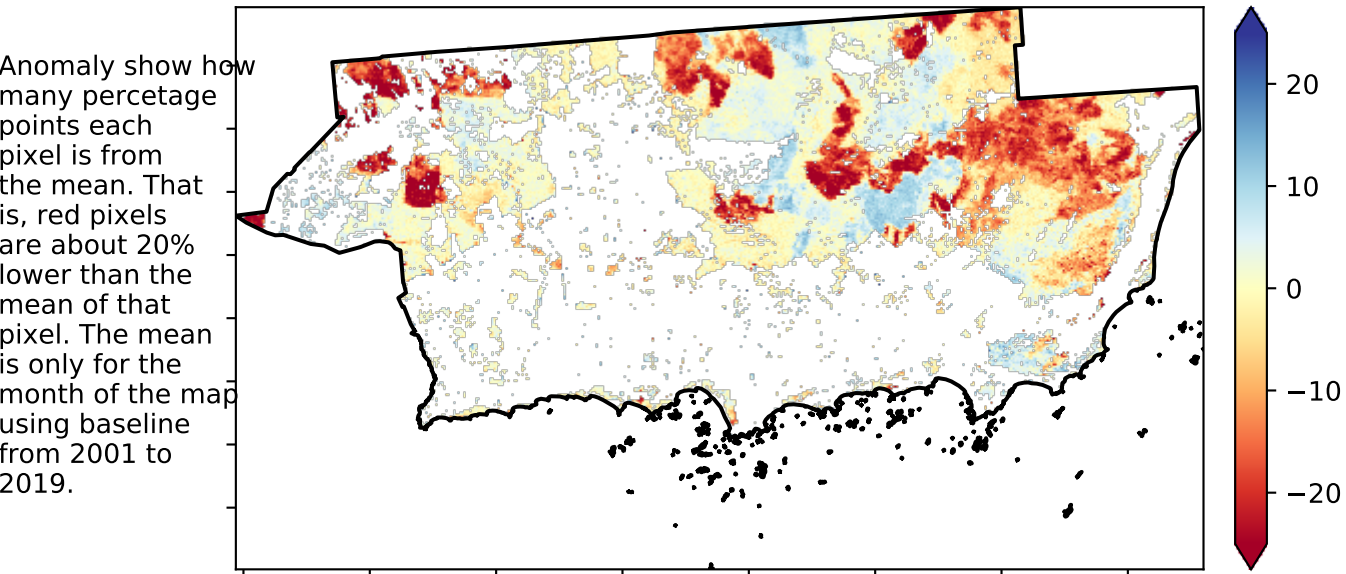 Anomaly show how
many percetage
points each
pixel is from
the mean. That
is, red pixels
are about 20%
lower than the
mean of that
pixel. The mean
is only for the
month of the map
using baseline
from 2001 to
2019.
20
10
0
−10
−20